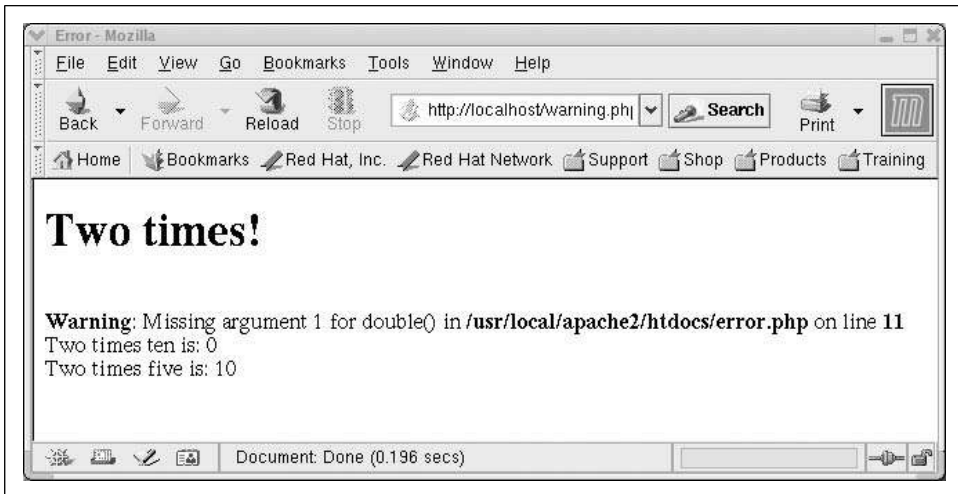 Error - Mozilla
File Edit View Go Bookmarks Tools Window Help
Back Forward Reload Stop http://localhost/warning.php Search Print
Home Bookmarks Red Hat, Inc. Red Hat Network Support Shop Products Training
Two times!
Warning: Missing argument 1 for double() in /usr/local/apache2/htdocs/error.php on line 11
Two times ten is: 0
Two times five is: 10
Document: Done (0.196 secs)